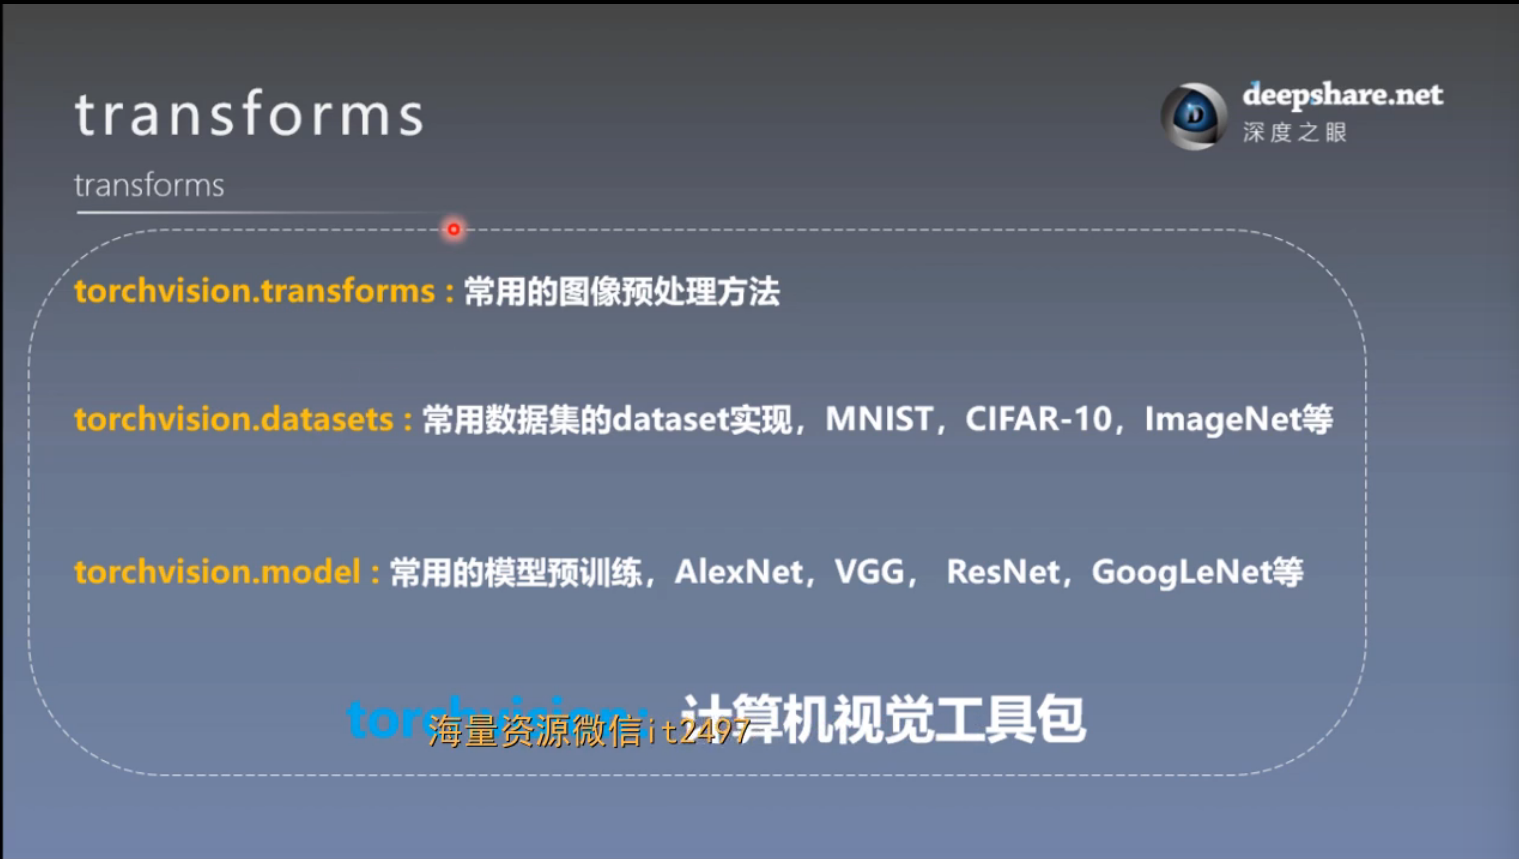 transforms
deepshare.net
深度之眼
transforms
torchvision.transforms : 常用的图像预处理方法
torchvision.datasets : 常用数据集的dataset实现，MNIST，CIFAR-10，ImageNet等
torchvision.model : 常用的模型预训练，AlexNet，VGG， ResNet，GoogLeNet等
torchvision: 计算机视觉工具包
海量资源微信it2497